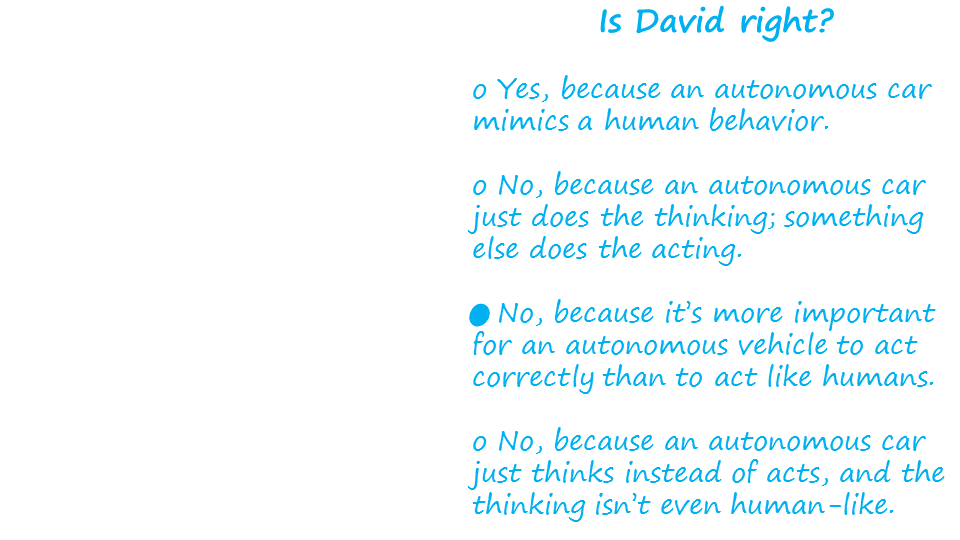 Is David right?
o Yes, because an autonomous car
mimics a human behavior.
o No, because an autonomous car
just does the thinking; something
else does the acting.
● No, because it’s more important
for an autonomous vehicle to act
correctly than to act like humans.
o No, because an autonomous car
just thinks instead of acts, and the
thinking isn’t even human-like.